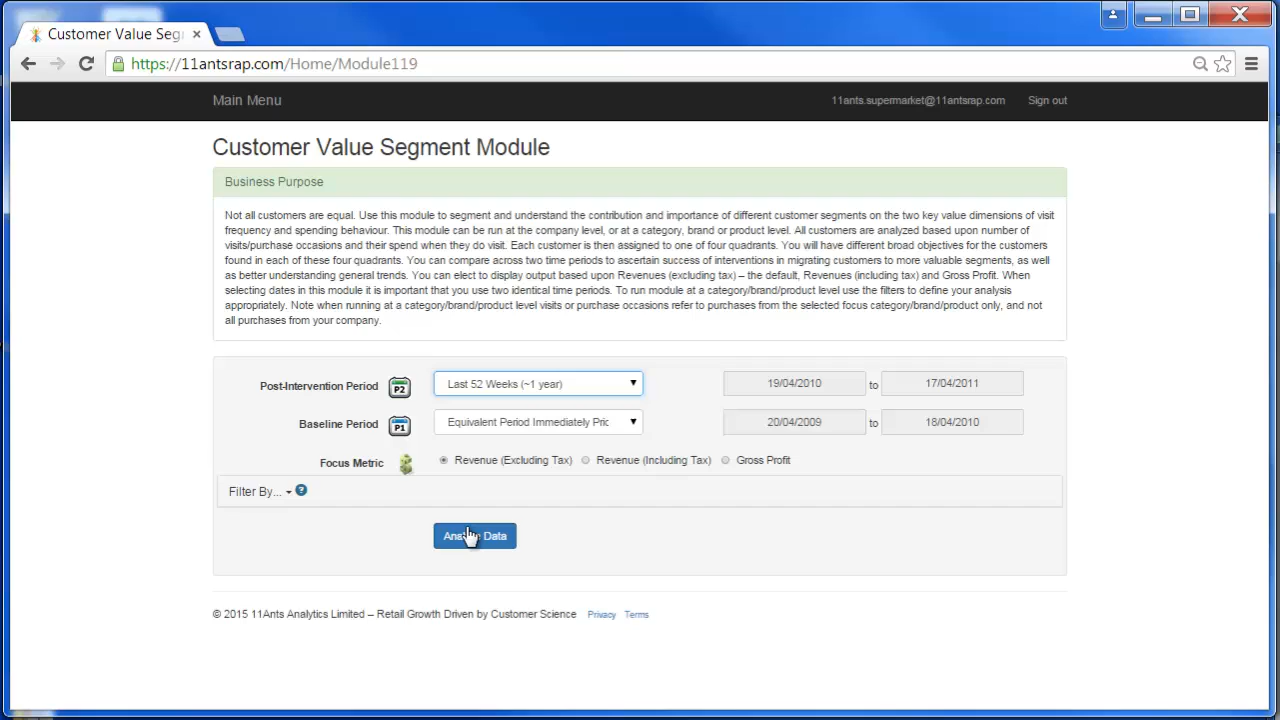 Customer Value Seg
https://11antsrap.com/Home/Module119
Main Menu
11ants.supermarket@11antsrap.com
Sign out
Customer Value Segment Module
Business Purpose
Not all customers are equal. Use this module to segment and understand the contribution and importance of different customer segments on the two key value dimensions of visit
frequency and spending behaviour. This module can be run at the company level, or at a category, brand or product level. All customers are analyzed based upon number of
visits/purchase occasions and their spend when they do visit. Each customer is then assigned to one of four quadrants. You will have different broad objectives for the customers
found in each of these four quadrants. You can compare across two time periods to ascertain success of interventions in migrating customers to more valuable segments, as well
as better understanding general trends. You can elect to display output based upon Revenues (excluding tax) – the default, Revenues (including tax) and Gross Profit. When
selecting dates in this module it is important that you use two identical time periods. To run module at a category/brand/product level use the filters to define your analysis
appropriately. Note when running at a category/brand/product level visits or purchase occasions refer to purchases from the selected focus category/brand/product only, and not
all purchases from your company.
Post-Intervention Period P2 Last 52 Weeks (~1 year) 19/04/2010 to 17/04/2011
Baseline Period P1 Equivalent Period Immediately Pric 20/04/2009 to 18/04/2010
Focus Metric Revenue (Excluding Tax) Revenue (Including Tax) Gross Profit
Filter By... ?
Data
© 2015 11Ants Analytics Limited – Retail Growth Driven by Customer Science Privacy Terms